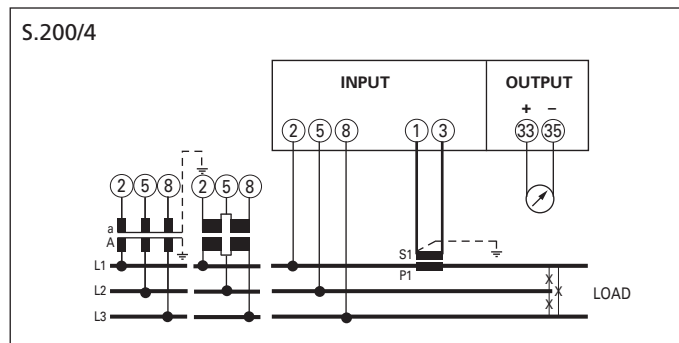 S.200/4
INPUT OUTPUT
+ −
2 5 8 1 3 33 35
2 5 8 2 5 8
a
A
S1
L1
P1
L2
LOAD
L3